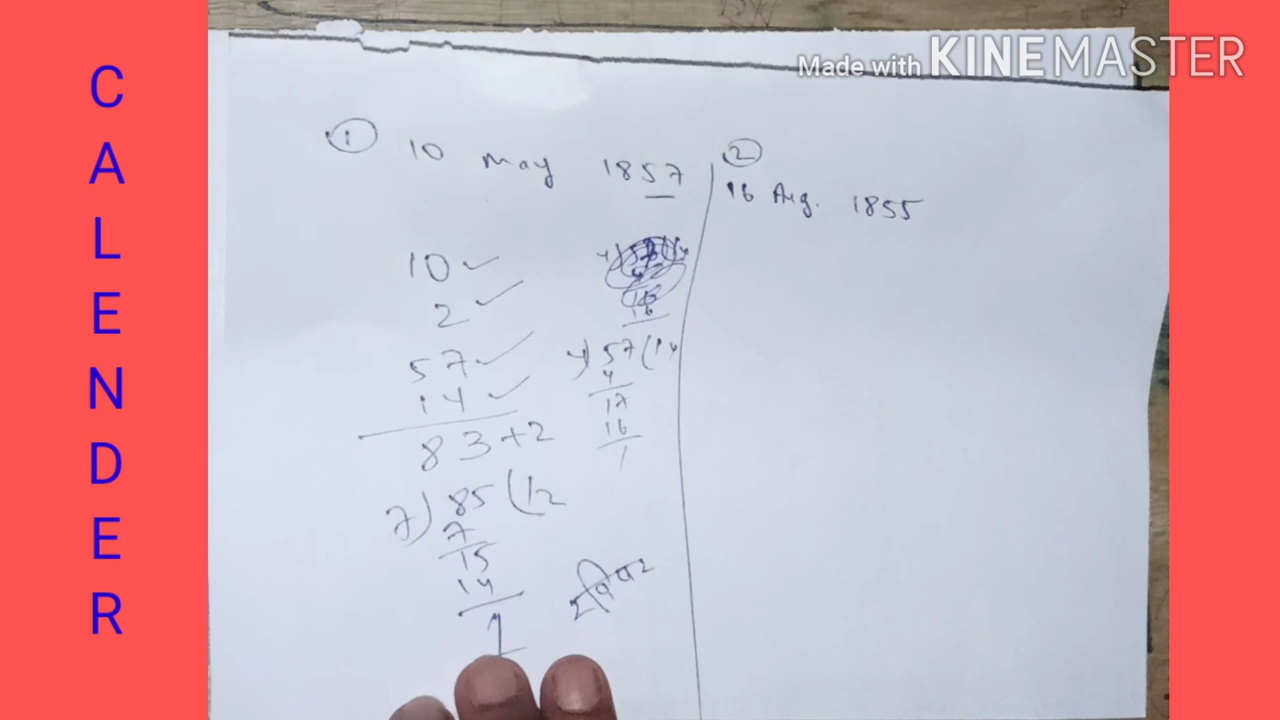 CALENDER
Made with KINEMASTER
① 10 May 1857
10 ✓
2 ✓
57 ✓
14 ✓
83+2
7) 85 (12
7
15
14
1
4) 57 (14
4
17
16
1
रविवार
②
16 Aug. 1855